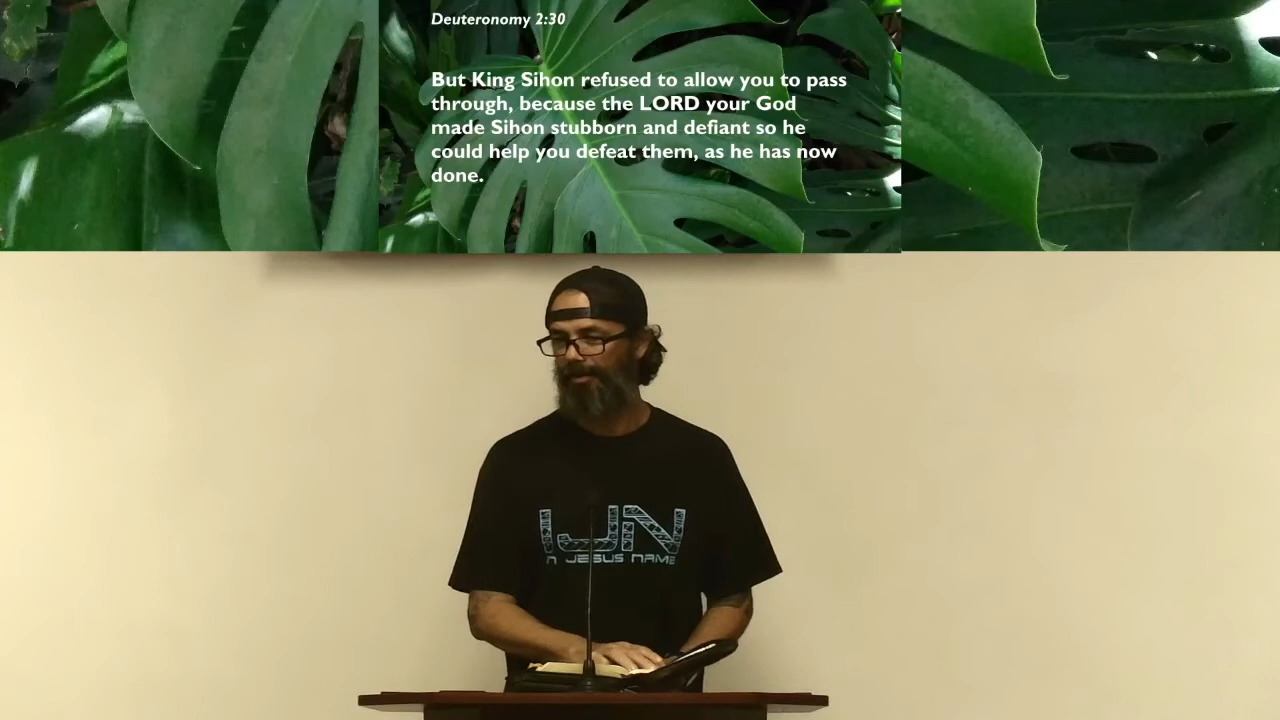 Deuteronomy 2:30
But King Sihon refused to allow you to pass
through, because the LORD your God
made Sihon stubborn and defiant so he
could help you defeat them, as he has now
done.
IJN
IN JESUS NAME